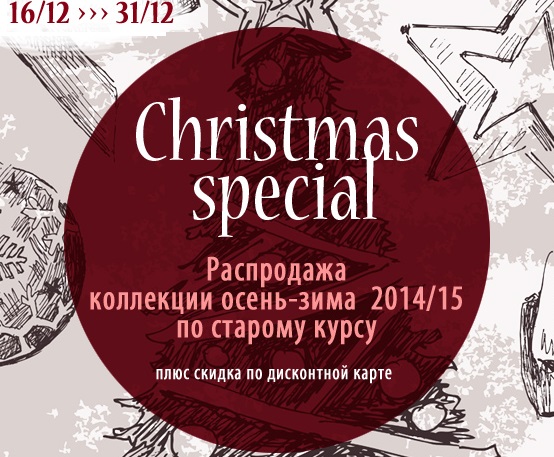 16/12 ››› 31/12
Christmas
special
Распродажа
коллекции осень-зима 2014/15
по старому курсу
плюс скидка по дисконтной карте